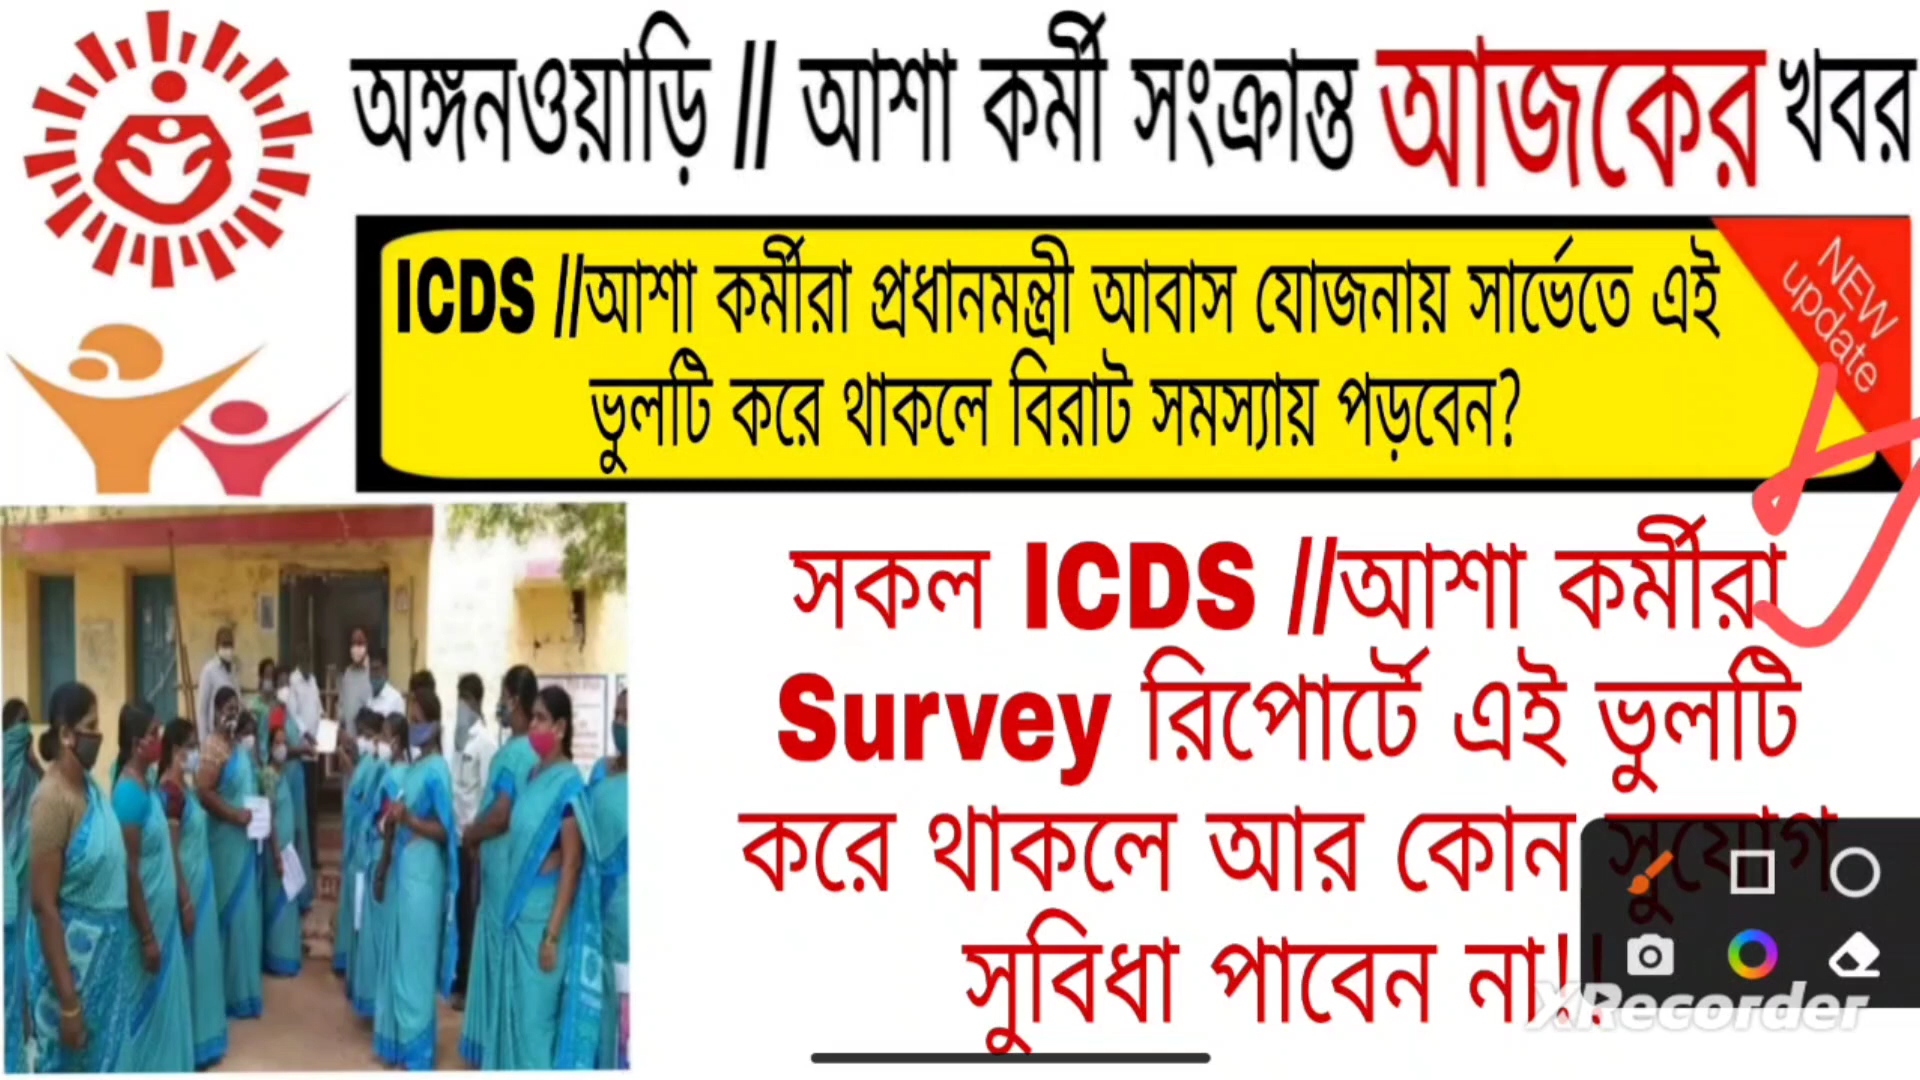 অঙ্গনওয়াড়ি // আশা কর্মী সংক্রান্ত আজকের খবর
ICDS //আশা কর্মীরা প্রধানমন্ত্রী আবাস যোজনায় সার্ভেতে এই
ভুলটি করে থাকলে বিরাট সমস্যায় পড়বেন?
NEW
update
সকল ICDS //আশা কর্মীরা
Survey রিপোর্টে এই ভুলটি
করে থাকলে আর কোন সুযোগ
সুবিধা পাবেন না!!
XRecorder